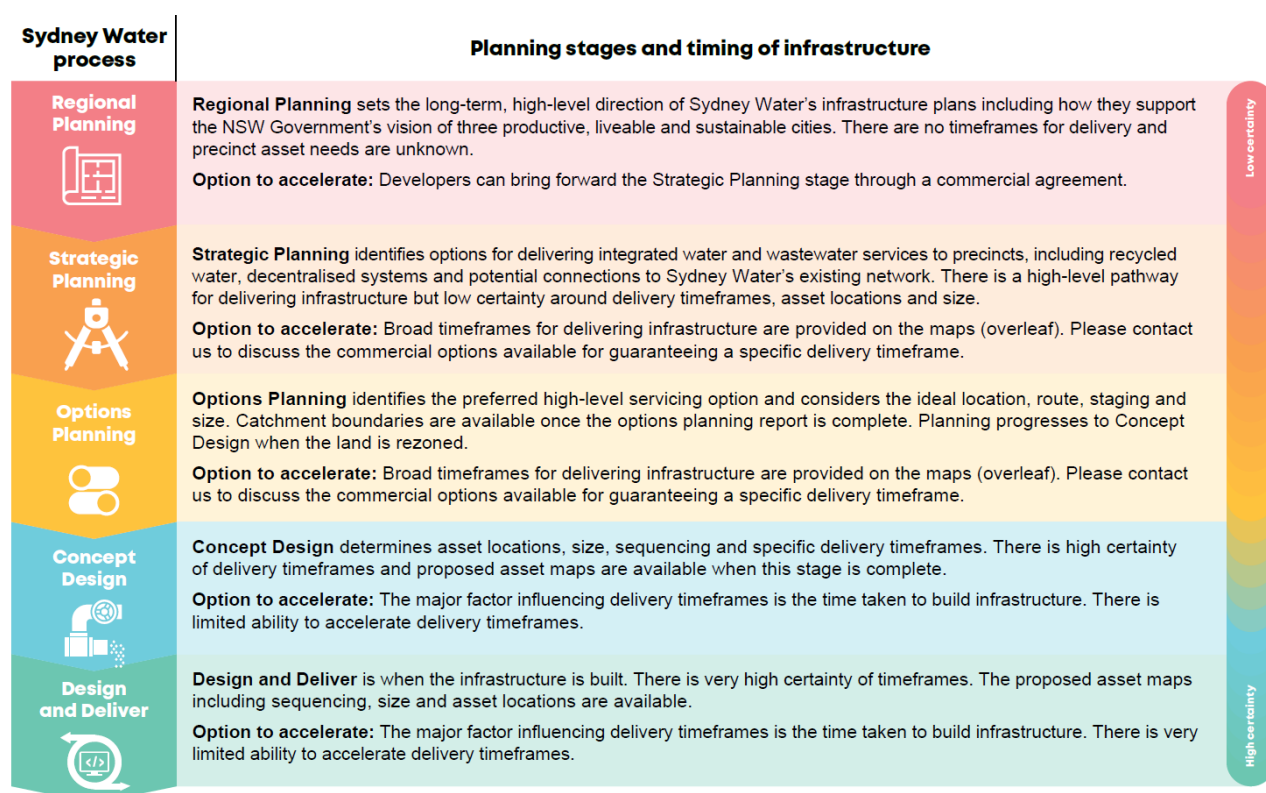 Sydney Water
process
Planning stages and timing of infrastructure
Regional
Planning
Regional Planning sets the long-term, high-level direction of Sydney Water's infrastructure plans including how they support
the NSW Government's vision of three productive, liveable and sustainable cities. There are no timeframes for delivery and
precinct asset needs are unknown.
Option to accelerate: Developers can bring forward the Strategic Planning stage through a commercial agreement.
Low certainty
Strategic
Planning
Strategic Planning identifies options for delivering integrated water and wastewater services to precincts, including recycled
water, decentralised systems and potential connections to Sydney Water's existing network. There is a high-level pathway
for delivering infrastructure but low certainty around delivery timeframes, asset locations and size.
Option to accelerate: Broad timeframes for delivering infrastructure are provided on the maps (overleaf). Please contact
us to discuss the commercial options available for guaranteeing a specific delivery timeframe.
Options
Planning
Options Planning identifies the preferred high-level servicing option and considers the ideal location, route, staging and
size. Catchment boundaries are available once the options planning report is complete. Planning progresses to Concept
Design when the land is rezoned.
Option to accelerate: Broad timeframes for delivering infrastructure are provided on the maps (overleaf). Please contact
us to discuss the commercial options available for guaranteeing a specific delivery timeframe.
Concept
Design
Concept Design determines asset locations, size, sequencing and specific delivery timeframes. There is high certainty
of delivery timeframes and proposed asset maps are available when this stage is complete.
Option to accelerate: The major factor influencing delivery timeframes is the time taken to build infrastructure. There is
limited ability to accelerate delivery timeframes.
Design
and Deliver
</>
Design and Deliver is when the infrastructure is built. There is very high certainty of timeframes. The proposed asset maps
including sequencing, size and asset locations are available.
Option to accelerate: The major factor influencing delivery timeframes is the time taken to build infrastructure. There is very
limited ability to accelerate delivery timeframes.
High certainty